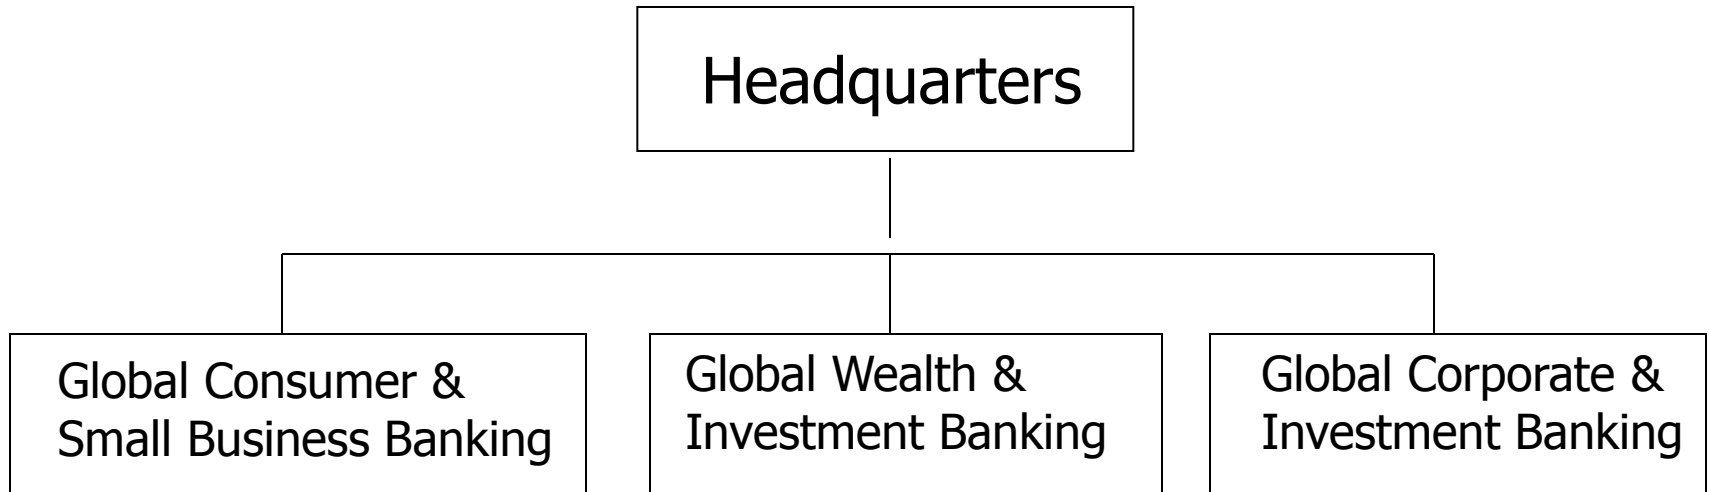 Headquarters
Global Consumer &
Small Business Banking
Global Wealth &
Investment Banking
Global Corporate &
Investment Banking